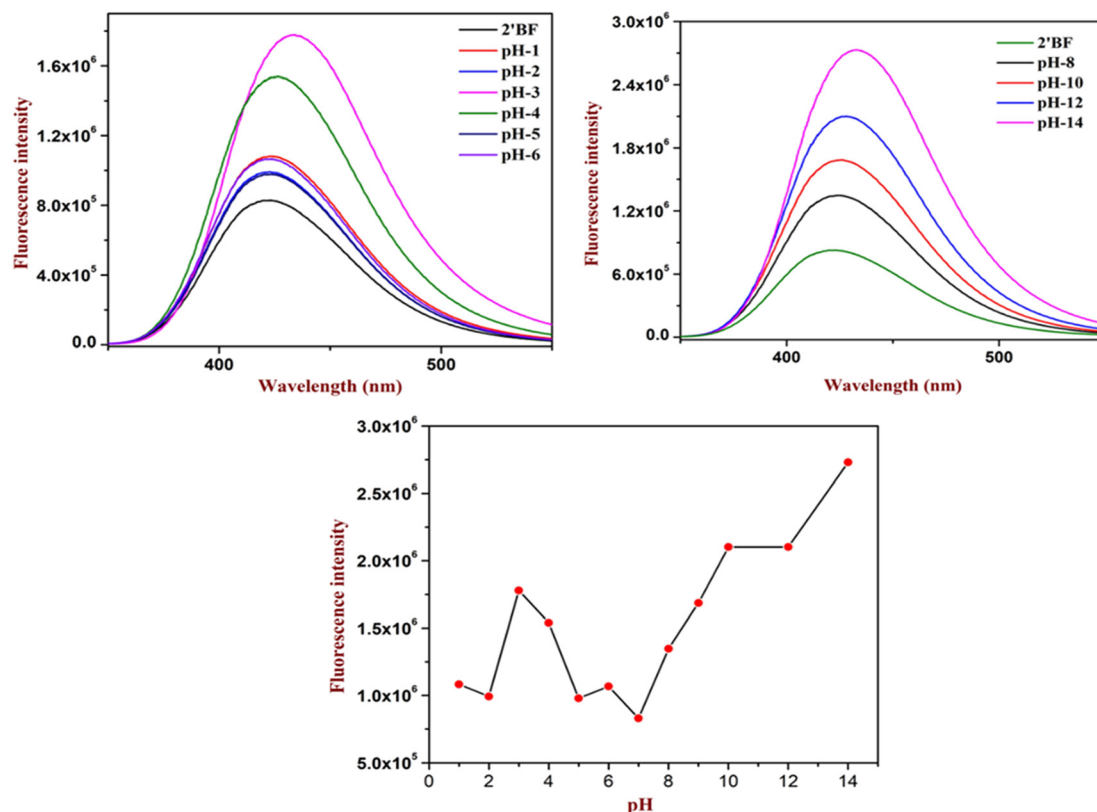 Fluorescence intensity
1.6x10⁶
1.2x10⁶
8.0x10⁵
4.0x10⁵
0.0
2'BF
pH-1
pH-2
pH-3
pH-4
pH-5
pH-6
400
500
Wavelength (nm)
Fluorescence intensity
3.0x10⁶
2.4x10⁶
1.8x10⁶
1.2x10⁶
6.0x10⁵
0.0
2'BF
pH-8
pH-10
pH-12
pH-14
400
500
Wavelength (nm)
Fluorescence intensity
3.0x10⁶
2.5x10⁶
2.0x10⁶
1.5x10⁶
1.0x10⁶
5.0x10⁵
0 2 4 6 8 10 12 14
pH